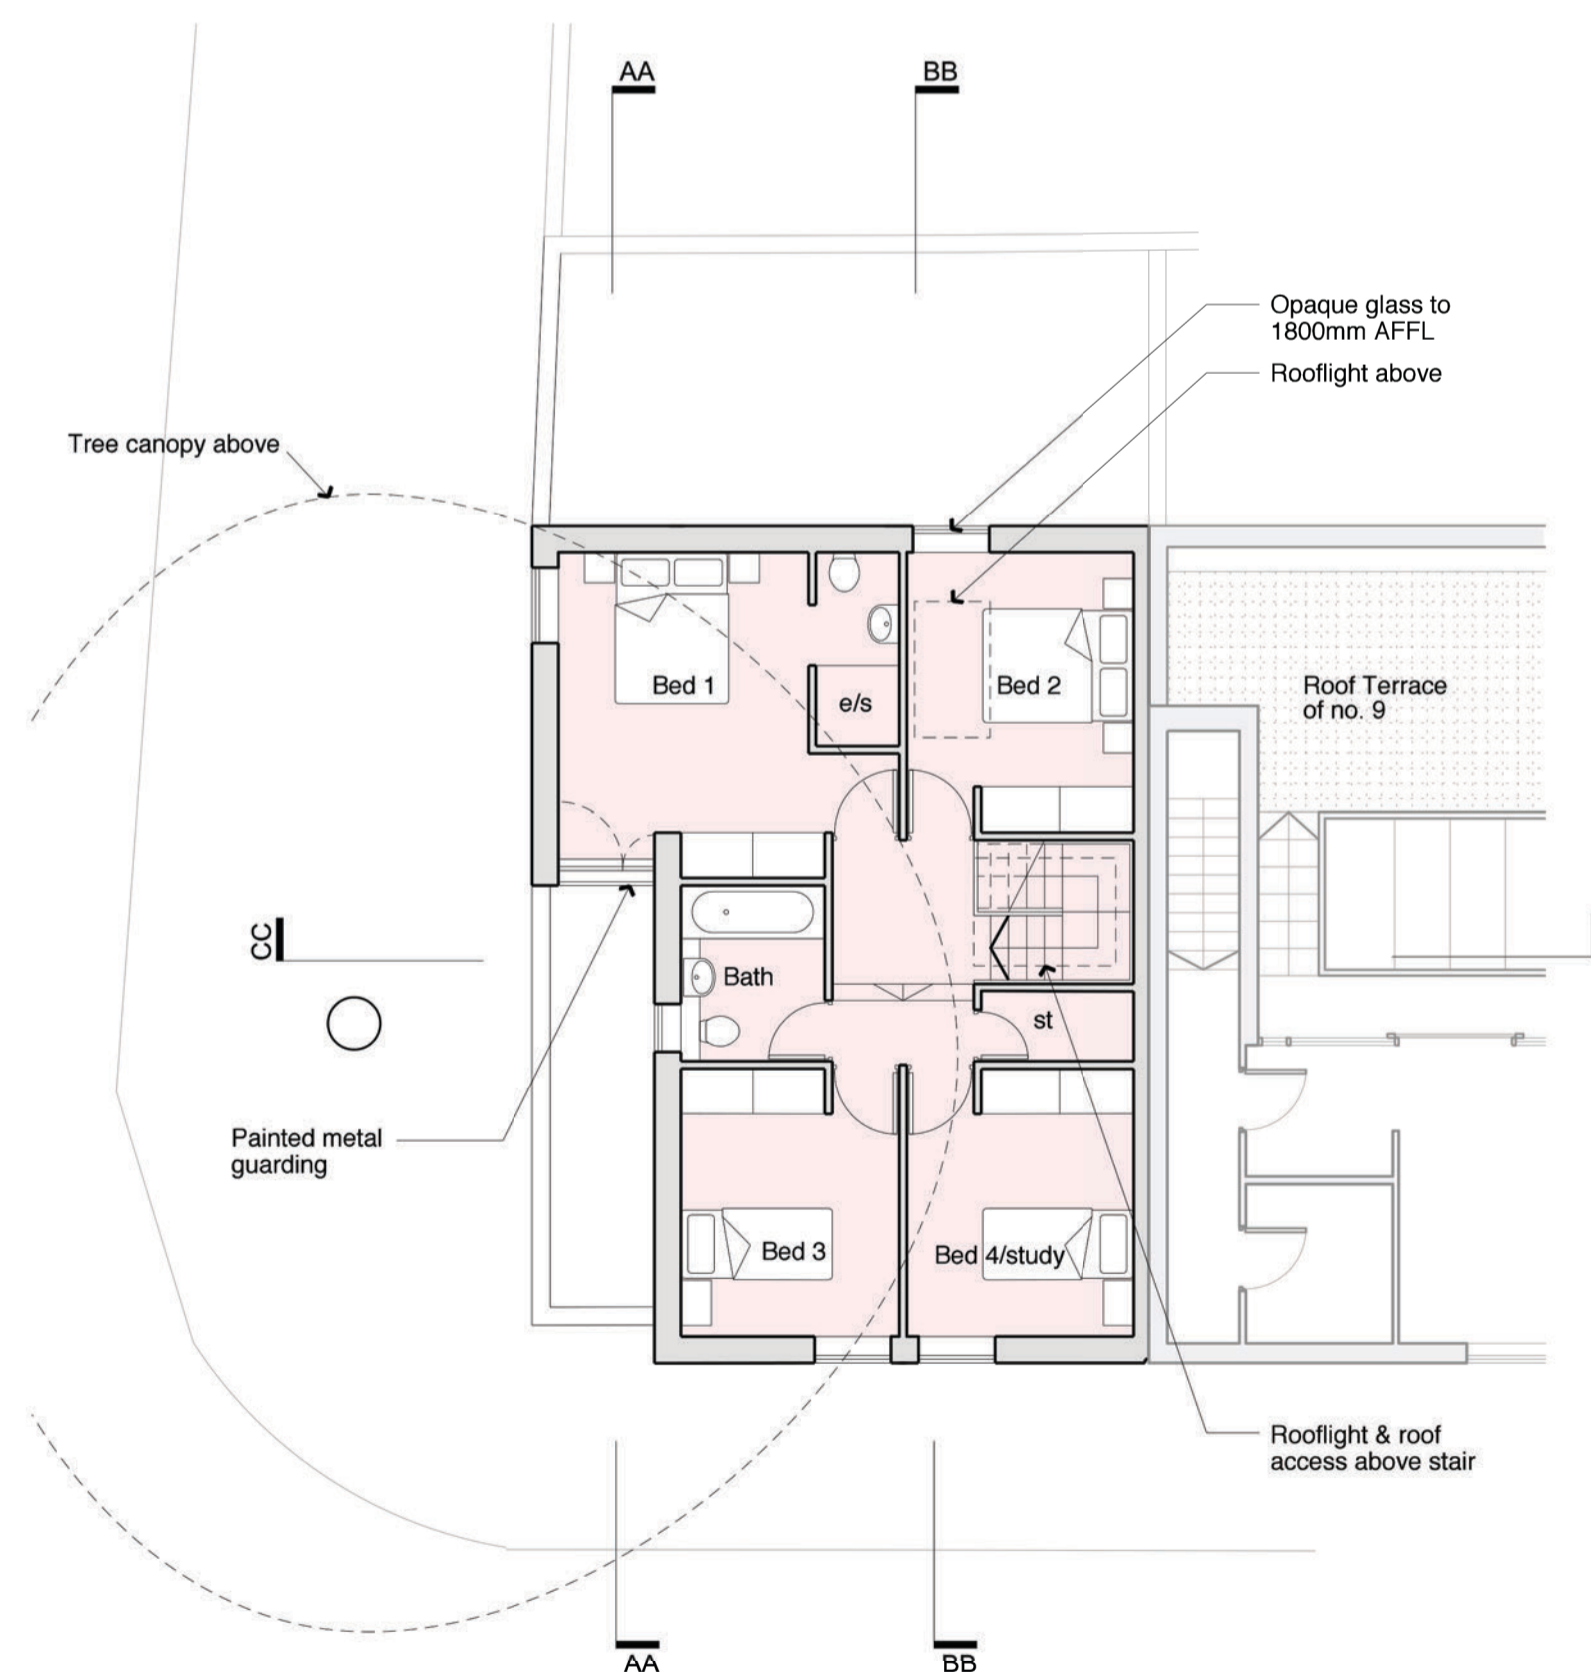 AA
BB
Opaque glass to
1800mm AFFL
Rooflight above
Tree canopy above
Bed 1
e/s
Bed 2
Roof Terrace
of no. 9
CC
Bath
st
Painted metal
guarding
Bed 3
Bed 4/study
Rooflight & roof
access above stair
AA
BB